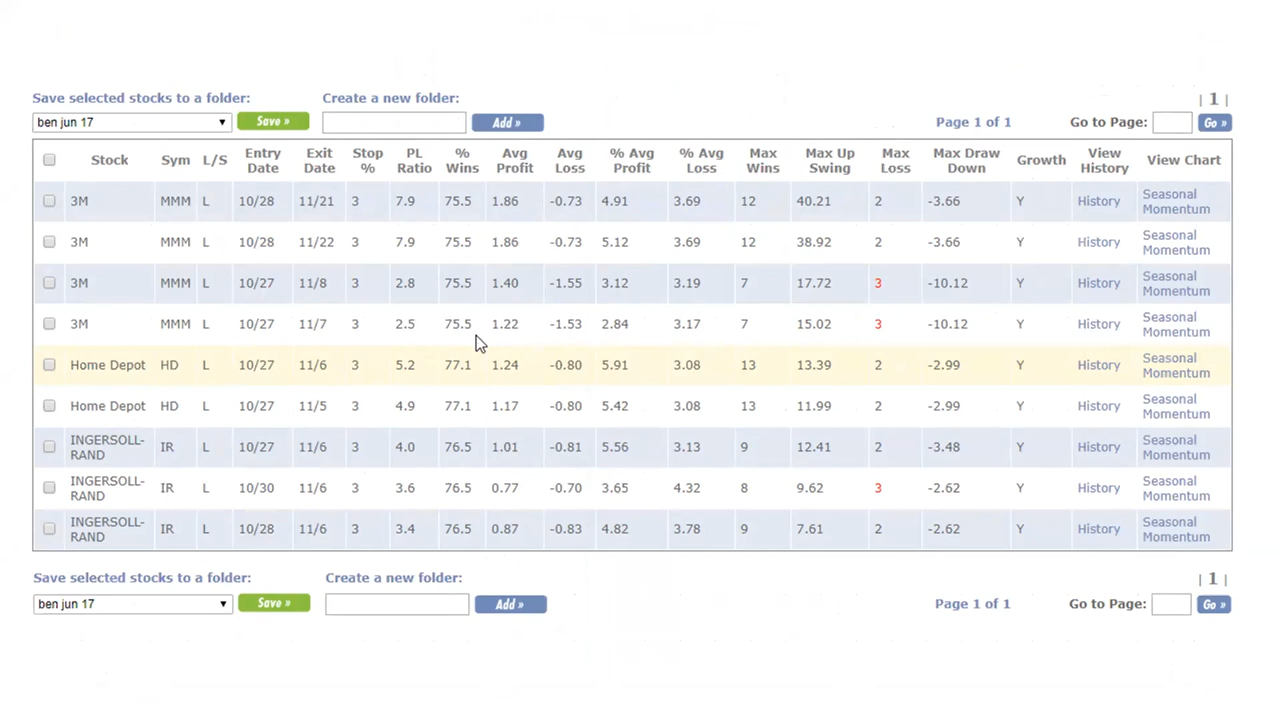 Save selected stocks to a folder: Create a new folder: | 1 |
ben jun 17 Save » Add » Page 1 of 1 Go to Page: Go »
Stock Sym L/S Entry Date Exit Date Stop % PL Ratio % Wins Avg Profit Avg Loss % Avg Profit % Avg Loss Max Wins Max Up Swing Max Loss Max Draw Down Growth View History View Chart
3M MMM L 10/28 11/21 3 7.9 75.5 1.86 -0.73 4.91 3.69 12 40.21 2 -3.66 Y History Seasonal Momentum
3M MMM L 10/28 11/22 3 7.9 75.5 1.86 -0.73 5.12 3.69 12 38.92 2 -3.66 Y History Seasonal Momentum
3M MMM L 10/27 11/8 3 2.8 75.5 1.40 -1.55 3.12 3.19 7 17.72 3 -10.12 Y History Seasonal Momentum
3M MMM L 10/27 11/7 3 2.5 75.5 1.22 -1.53 2.84 3.17 7 15.02 3 -10.12 Y History Seasonal Momentum
Home Depot HD L 10/27 11/6 3 5.2 77.1 1.24 -0.80 5.91 3.08 13 13.39 2 -2.99 Y History Seasonal Momentum
Home Depot HD L 10/27 11/5 3 4.9 77.1 1.17 -0.80 5.42 3.08 13 11.99 2 -2.99 Y History Seasonal Momentum
INGERSOLL-RAND IR L 10/27 11/6 3 4.0 76.5 1.01 -0.81 5.56 3.13 9 12.41 2 -3.48 Y History Seasonal Momentum
INGERSOLL-RAND IR L 10/30 11/6 3 3.6 76.5 0.77 -0.70 3.65 4.32 8 9.62 3 -2.62 Y History Seasonal Momentum
INGERSOLL-RAND IR L 10/28 11/6 3 3.4 76.5 0.87 -0.83 4.82 3.78 9 7.61 2 -2.62 Y History Seasonal Momentum
Save selected stocks to a folder: Create a new folder: | 1 |
ben jun 17 Save » Add » Page 1 of 1 Go to Page: Go »